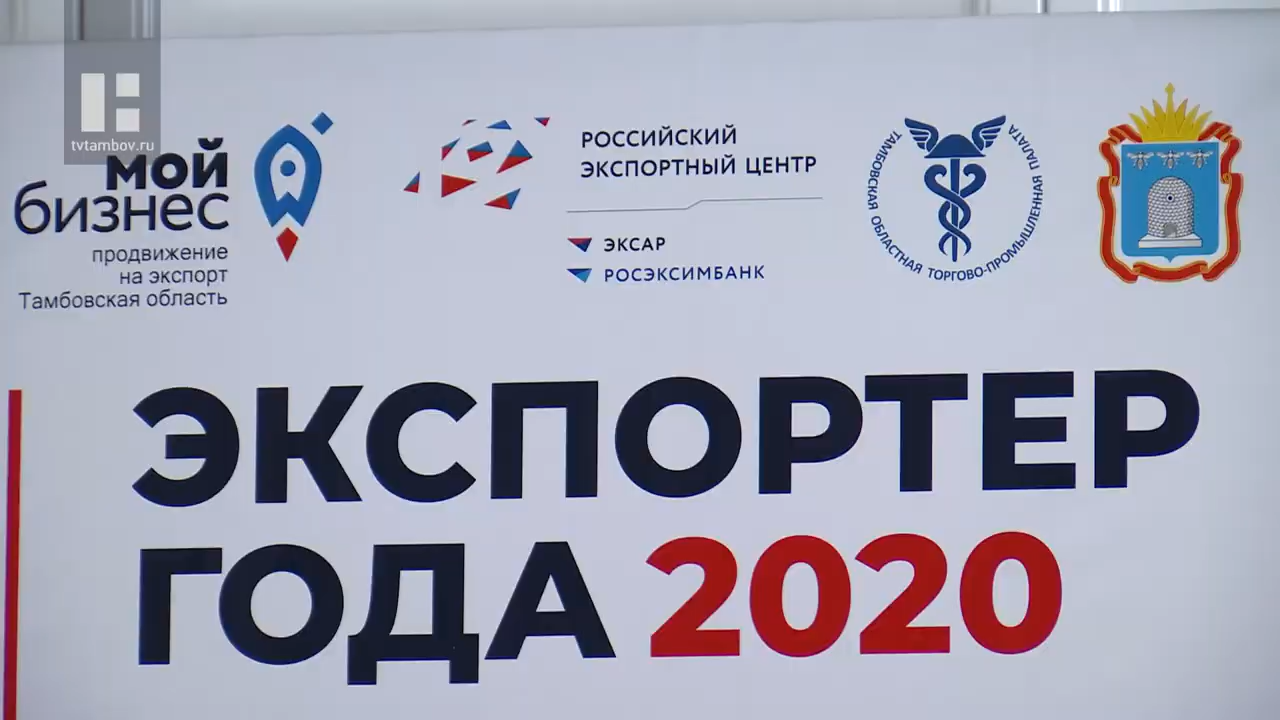 tvtambov.ru
мой
бизнес
продвижение
на экспорт
Тамбовская область
РОССИЙСКИЙ
ЭКСПОРТНЫЙ ЦЕНТР
ЭКСАР
РОСЭКСИМБАНК
ТАМБОВСКАЯ ОБЛАСТНАЯ ТОРГОВО-ПРОМЫШЛЕННАЯ ПАЛАТА
ЭКСПОРТЕР
ГОДА 2020